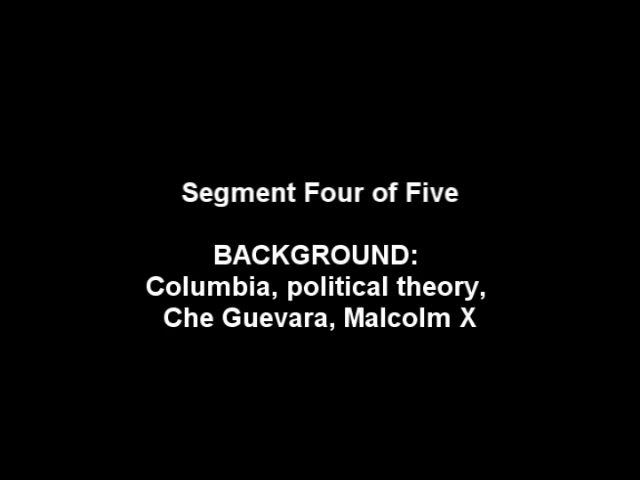 Segment Four of Five
BACKGROUND:
Columbia, political theory,
Che Guevara, Malcolm X